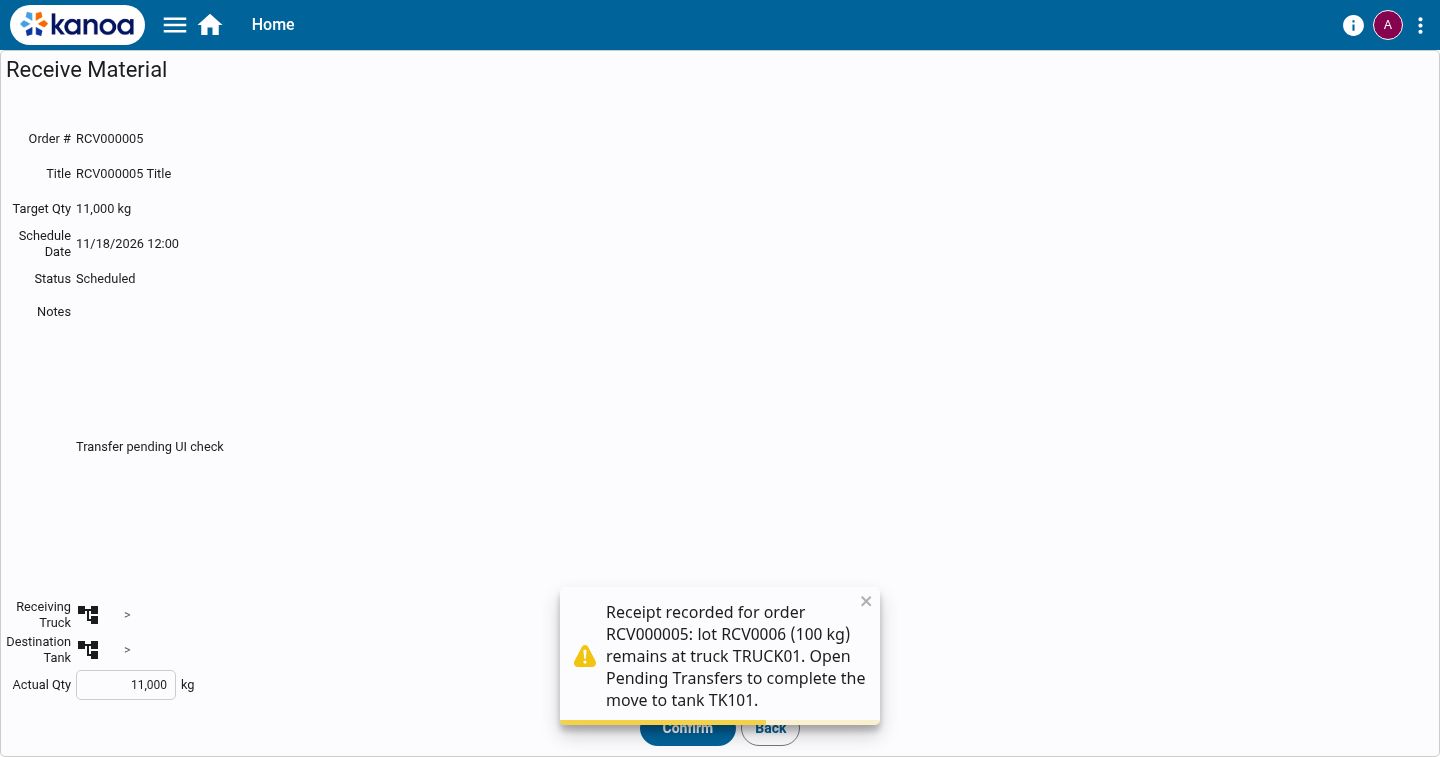 kanoa
Home
A
Receive Material
Order # RCV000005
Title RCV000005 Title
Target Qty 11,000 kg
Schedule
Date 11/18/2026 12:00
Status Scheduled
Notes
Transfer pending UI check
Receiving
Truck >
Destination
Tank >
Actual Qty 11,000 kg
Receipt recorded for order
RCV000005: lot RCV0006 (100 kg)
remains at truck TRUCK01. Open
Pending Transfers to complete the
move to tank TK101.
Confirm Back